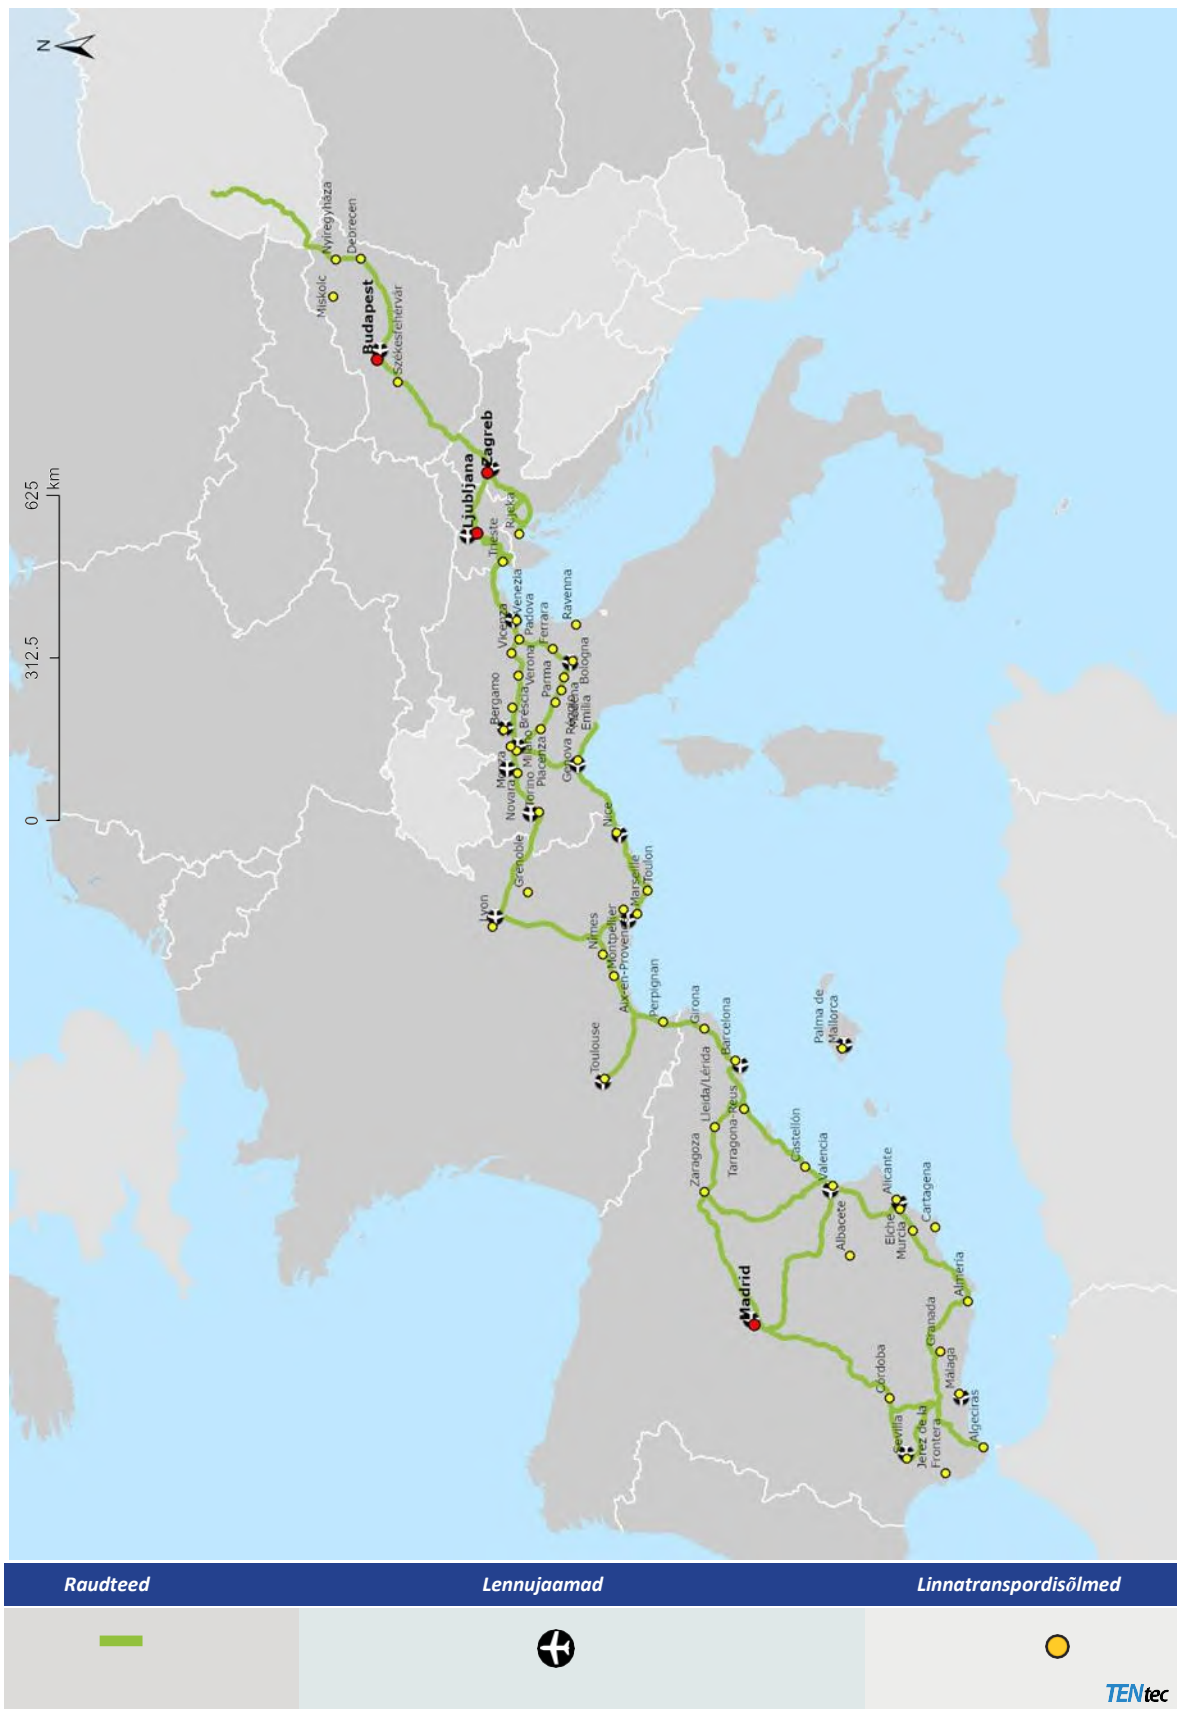 N
625
km
312.5
0
Nyíregyháza
Debrecen
Miskolc
Budapest
Székesfehérvár
Zagreb
Ljubljana
Rijeka
Trieste
Venezia
Vicenza
Padova
Ravenna
Ferrara
Verona
Bologna
Parma
Modena
Reggio
Emilia
Bergamo
Bréscia
Milano
Piacenza
Monza
Genova
Novara
Torino
Grenoble
Nice
Lyon
Toulon
Marseille
Nîmes
Montpellier
Aix-en-Provence
Perpignan
Girona
Toulouse
Barcelona
Palma de
Mallorca
Lleida/Lérida
Tarragona-Reus
Zaragoza
Castellón
Valencia
Alicante
Cartagena
Albacete
Elche
Murcia
Madrid
Almería
Granada
Málaga
Córdoba
Algeciras
Sevilla
Jerez de la
Frontera
Raudteed
Lennujaamad
Linnatranspordisõlmed
TENtec